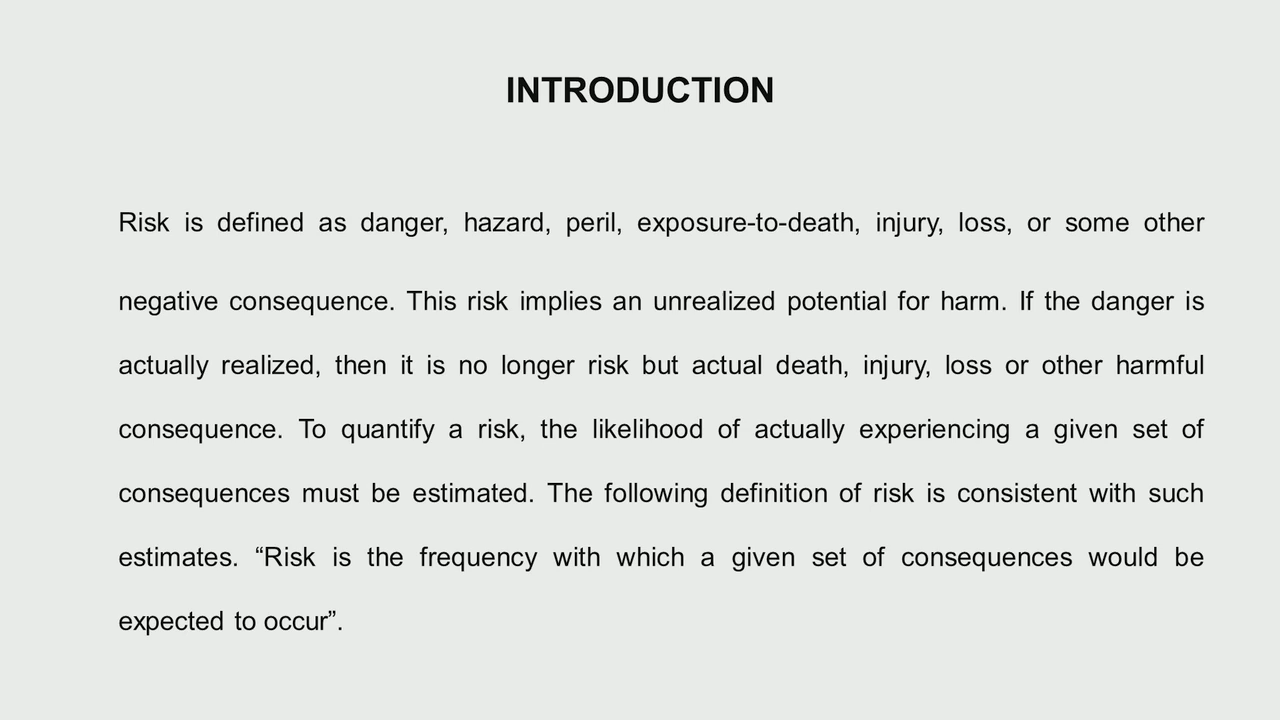 INTRODUCTION
Risk is defined as danger, hazard, peril, exposure-to-death, injury, loss, or some other
negative consequence. This risk implies an unrealized potential for harm. If the danger is
actually realized, then it is no longer risk but actual death, injury, loss or other harmful
consequence. To quantify a risk, the likelihood of actually experiencing a given set of
consequences must be estimated. The following definition of risk is consistent with such
estimates. “Risk is the frequency with which a given set of consequences would be
expected to occur”.